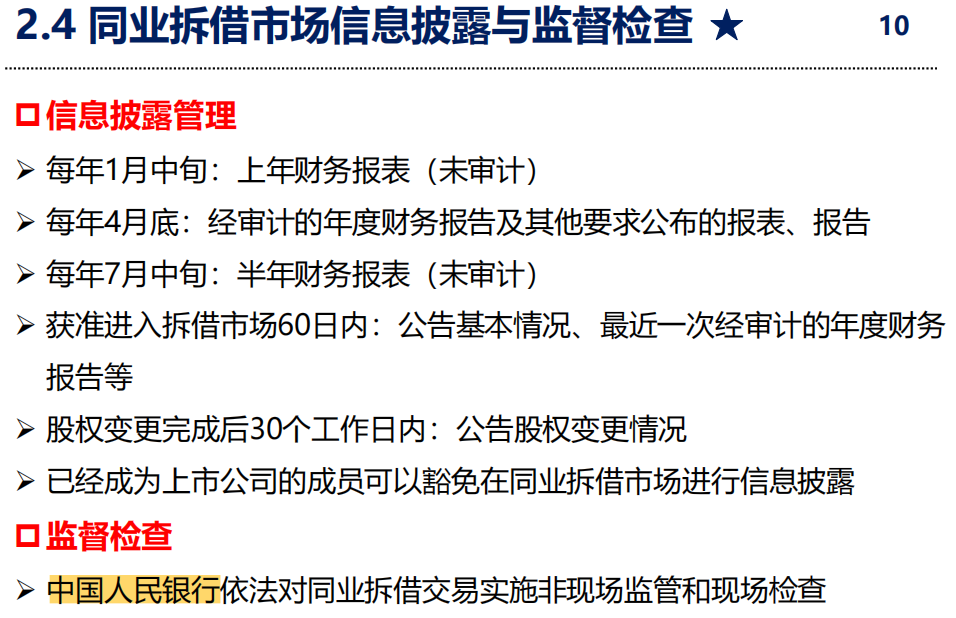 2.4 同业拆借市场信息披露与监督检查 ★ 10
信息披露管理
每年1月中旬：上年财务报表（未审计）
每年4月底：经审计的年度财务报告及其他要求公布的报表、报告
每年7月中旬：半年财务报表（未审计）
获准进入拆借市场60日内：公告基本情况、最近一次经审计的年度财务
报告等
股权变更完成后30个工作日内：公告股权变更情况
已经成为上市公司的成员可以豁免在同业拆借市场进行信息披露
监督检查
中国人民银行依法对同业拆借交易实施非现场监管和现场检查